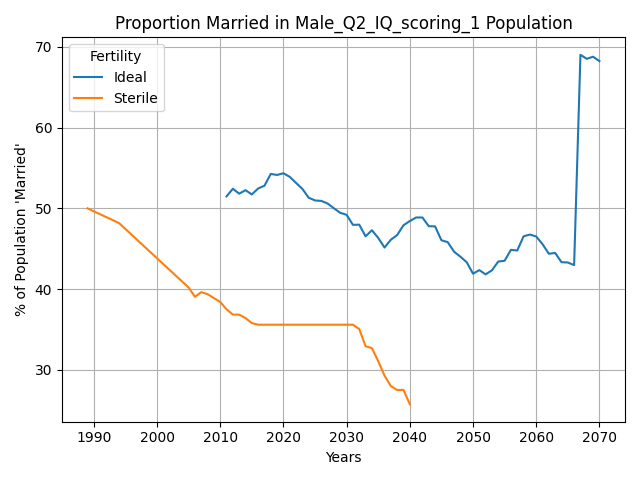 Proportion Married in Male_Q2_IQ_scoring_1 Population
% of Population 'Married'
70
60
50
40
30
Fertility
Ideal
Sterile
1990 2000 2010 2020 2030 2040 2050 2060 2070
Years